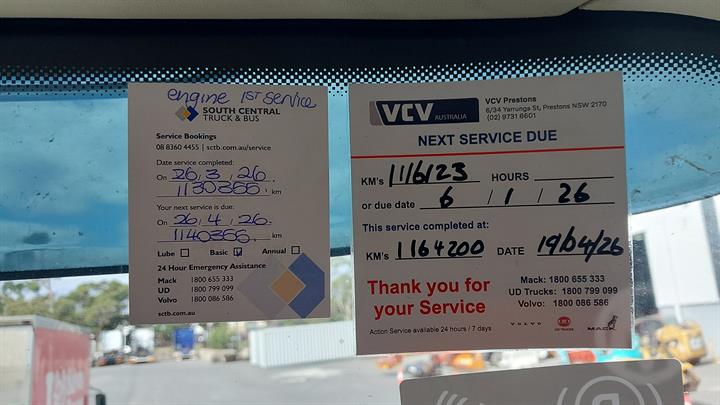 engine 1ST service
SOUTH CENTRAL
TRUCK & BUS
Service Bookings
08 8360 4455 | sctb.com.au/service
Date service completed:
On 26, 3, 26
1130366. km
Your next service is due:
On 26, 4, 26
1140366. km
Lube Basic Annual
24 Hour Emergency Assistance
Mack 1800 655 333
UD 1800 799 099
Volvo 1800 086 586
sctb.com.au
VCV
AUSTRALIA
VCV Prestons
6/34 Yarrunga St, Prestons NSW 2170
(02) 9731 6601
NEXT SERVICE DUE
KM's 11/6/23 HOURS
or due date 6 / 1 / 26
This service completed at:
KM's 1164200 DATE 19/04/26
Thank you for
your Service
Mack: 1800 655 333
UD Trucks: 1800 799 099
Volvo: 1800 086 586
Action Service available 24 hours / 7 days
VOLVO UD MACK